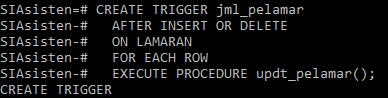 SIAsisten=# CREATE TRIGGER jml_pelamar
SIAsisten-#   AFTER INSERT OR DELETE
SIAsisten-#   ON LAMARAN
SIAsisten-#   FOR EACH ROW
SIAsisten-#   EXECUTE PROCEDURE updt_pelamar();
CREATE TRIGGER